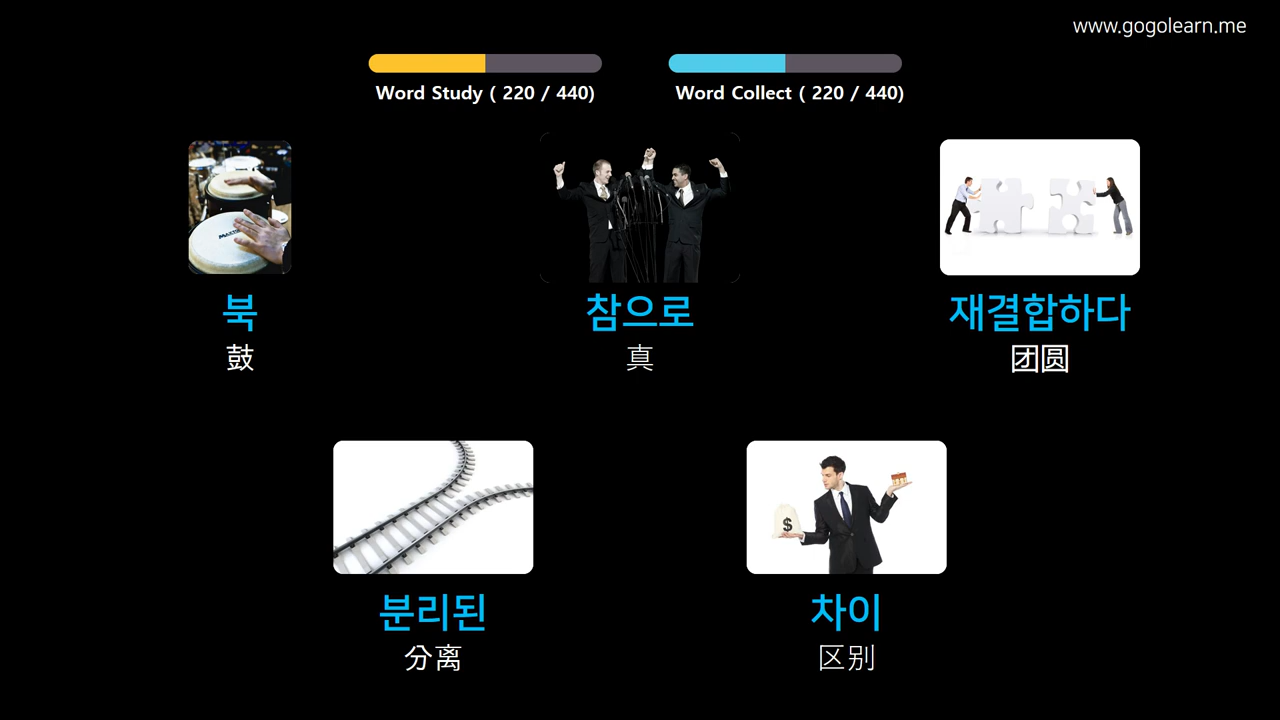 www.gogolearn.me
Word Study ( 220 / 440)
Word Collect ( 220 / 440)
북
鼓
참으로
真
재결합하다
团圆
$
분리된
分离
차이
区别